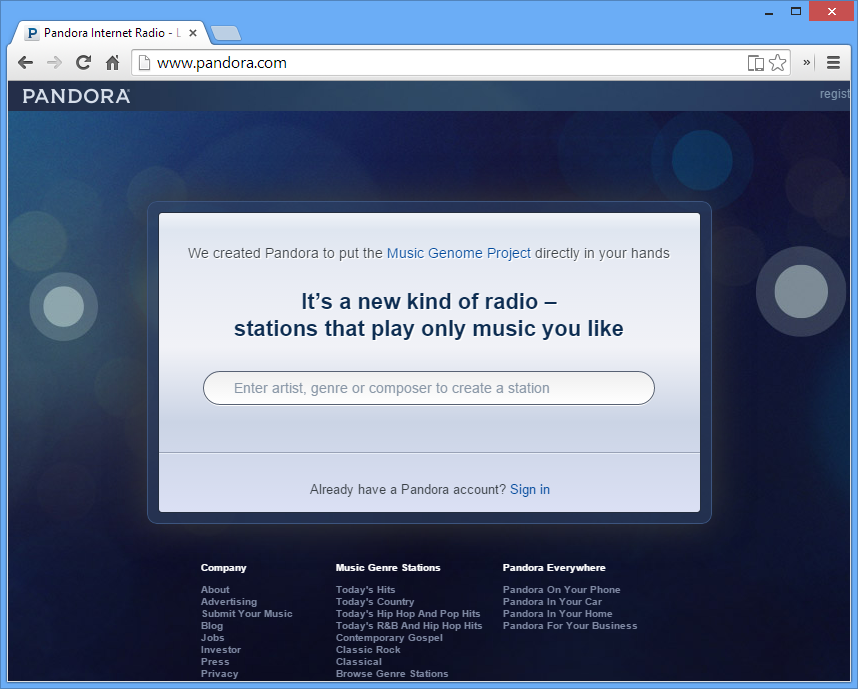 Pandora Internet Radio - L
www.pandora.com
PANDORA
regist
We created Pandora to put the Music Genome Project directly in your hands
It's a new kind of radio –
stations that play only music you like
Enter artist, genre or composer to create a station
Already have a Pandora account? Sign in
Company
About
Advertising
Submit Your Music
Blog
Jobs
Investor
Press
Privacy
Music Genre Stations
Today's Hits
Today's Country
Today's Hip Hop And Pop Hits
Today's R&B And Hip Hop Hits
Contemporary Gospel
Classic Rock
Classical
Browse Genre Stations
Pandora Everywhere
Pandora On Your Phone
Pandora In Your Car
Pandora In Your Home
Pandora For Your Business